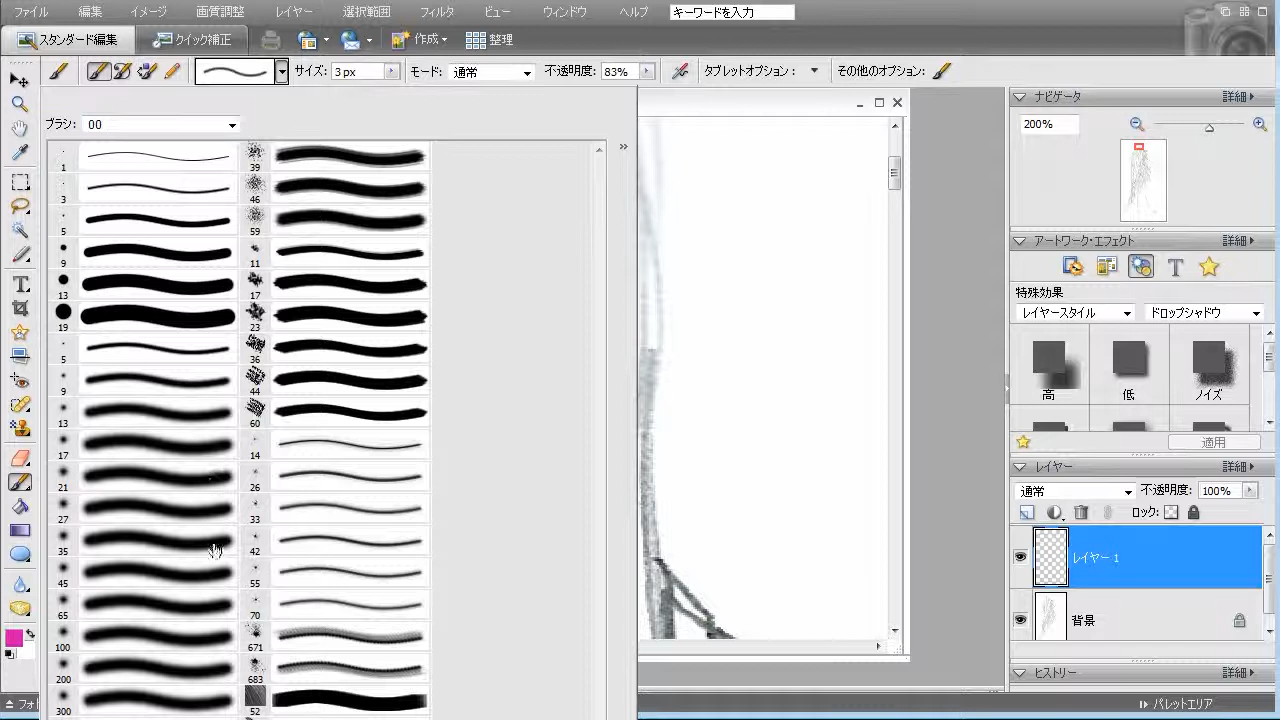 ファイル 編集 イメージ 画質調整 レイヤー 選択範囲 フィルタ ビュー ウィンドウ ヘルプ キーワードを入力
スタンダード編集 クイック補正 作成 整理
サイズ: 3 px モード: 通常 不透明度: 83% タブレットオプション: その他のオプション:
ブラシ: 00
1 39
3 46
5 59
9 11
13 17
19 23
5 36
9 44
13 60
17 14
21 26
27 33
35 42
45 55
65 70
100 671
200 683
300 52
ナビゲータ 詳細
200%
アートワーク・エフェ 詳細
特殊効果
レイヤースタイル ドロップシャドウ
高 低 ノイズ
適用
レイヤー 詳細
通常 不透明度: 100%
ロック:
レイヤー 1
背景
詳細
パレットエリア